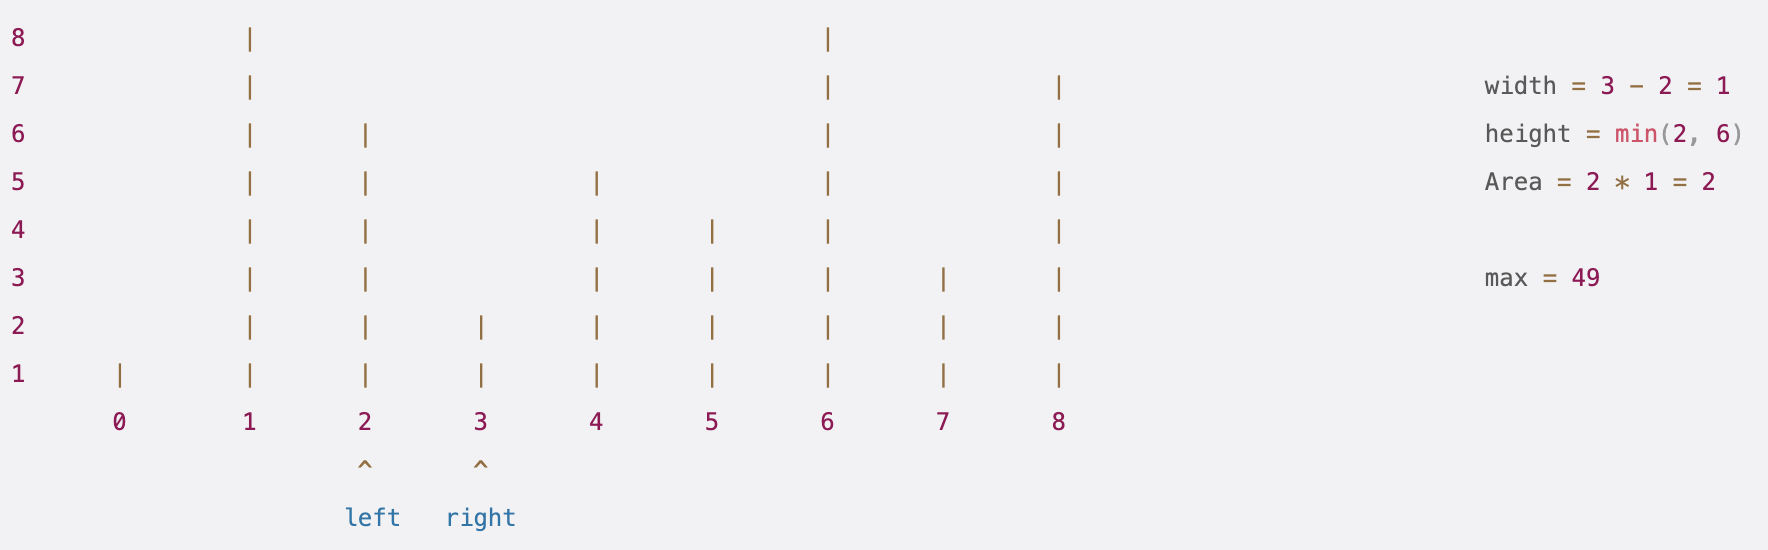 8 | |
7 | | | width = 3 - 2 = 1
6 | | | | height = min(2, 6)
5 | | | | | Area = 2 * 1 = 2
4 | | | | | |
3 | | | | | | | max = 49
2 | | | | | | | |
1 | | | | | | | | |
0 1 2 3 4 5 6 7 8
^ ^
left right